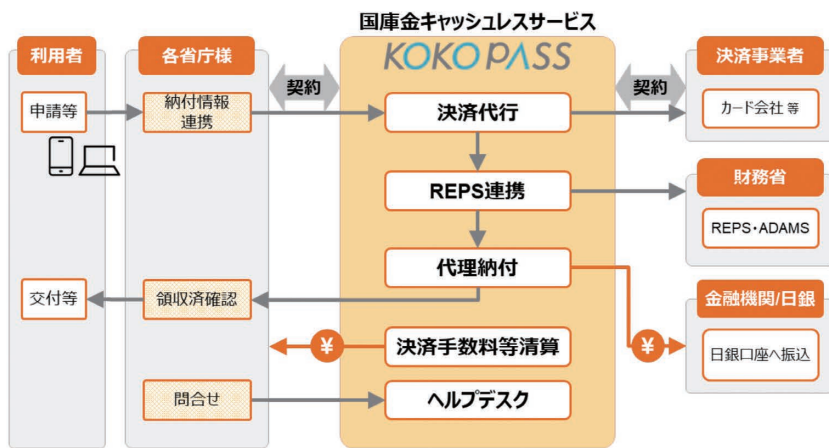 国庫金キャッシュレスサービス
KOKOPASS
利用者
各省庁様
決済事業者
契約
契約
申請等
納付情報
連携
決済代行
カード会社 等
財務省
REPS連携
REPS・ADAMS
代理納付
交付等
領収済確認
金融機関/日銀
¥
決済手数料等清算
¥
日銀口座へ振込
問合せ
ヘルプデスク